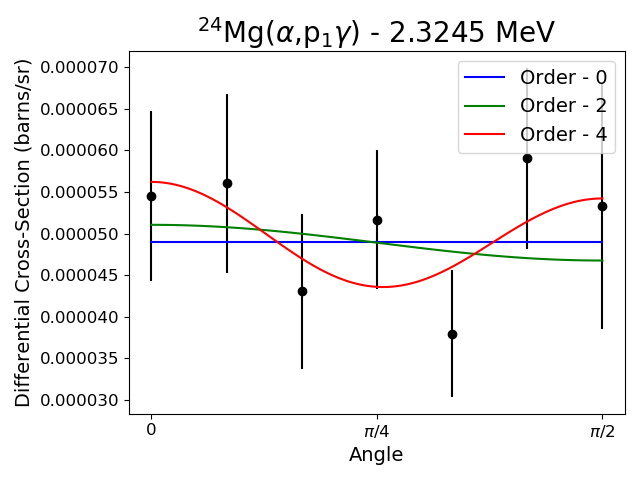 ²⁴Mg(α,p₁γ) - 2.3245 MeV
Differential Cross-Section (barns/sr)
0.000070
0.000065
0.000060
0.000055
0.000050
0.000045
0.000040
0.000035
0.000030
Order - 0
Order - 2
Order - 4
0
π/4
π/2
Angle